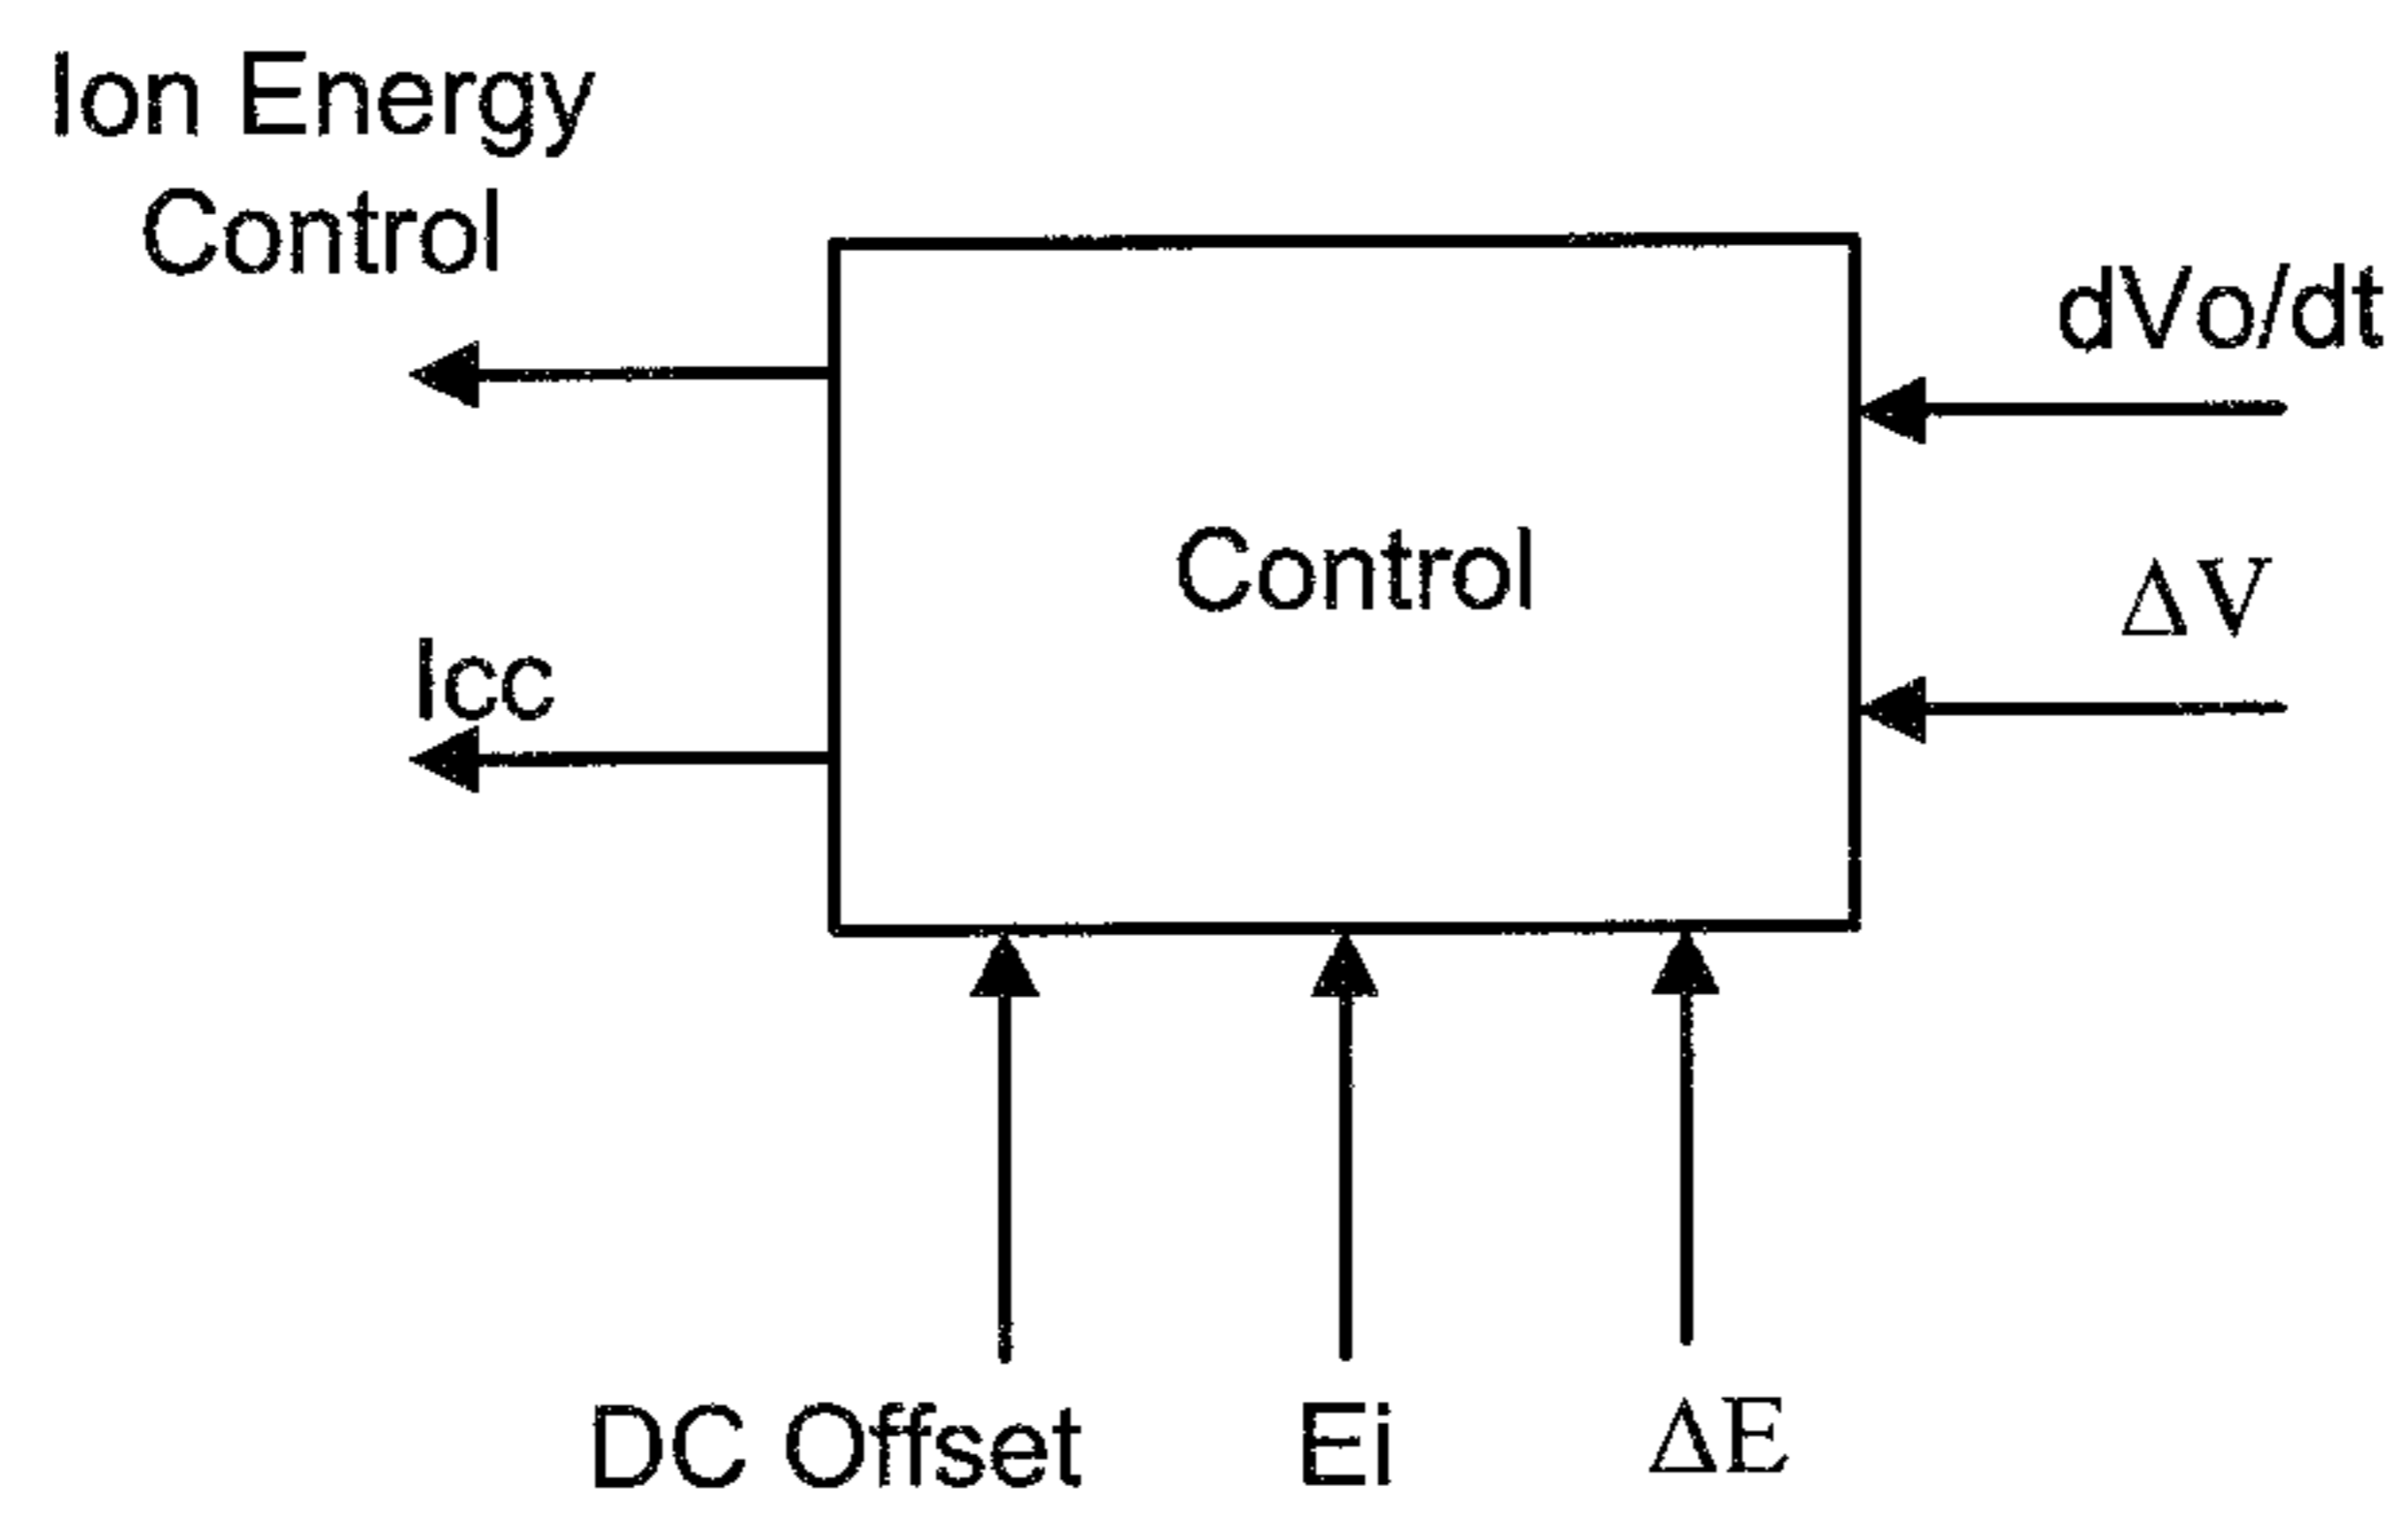 Ion Energy
Control
dVo/dt
Control
ΔV
Icc
DC Offset
Ei
ΔE